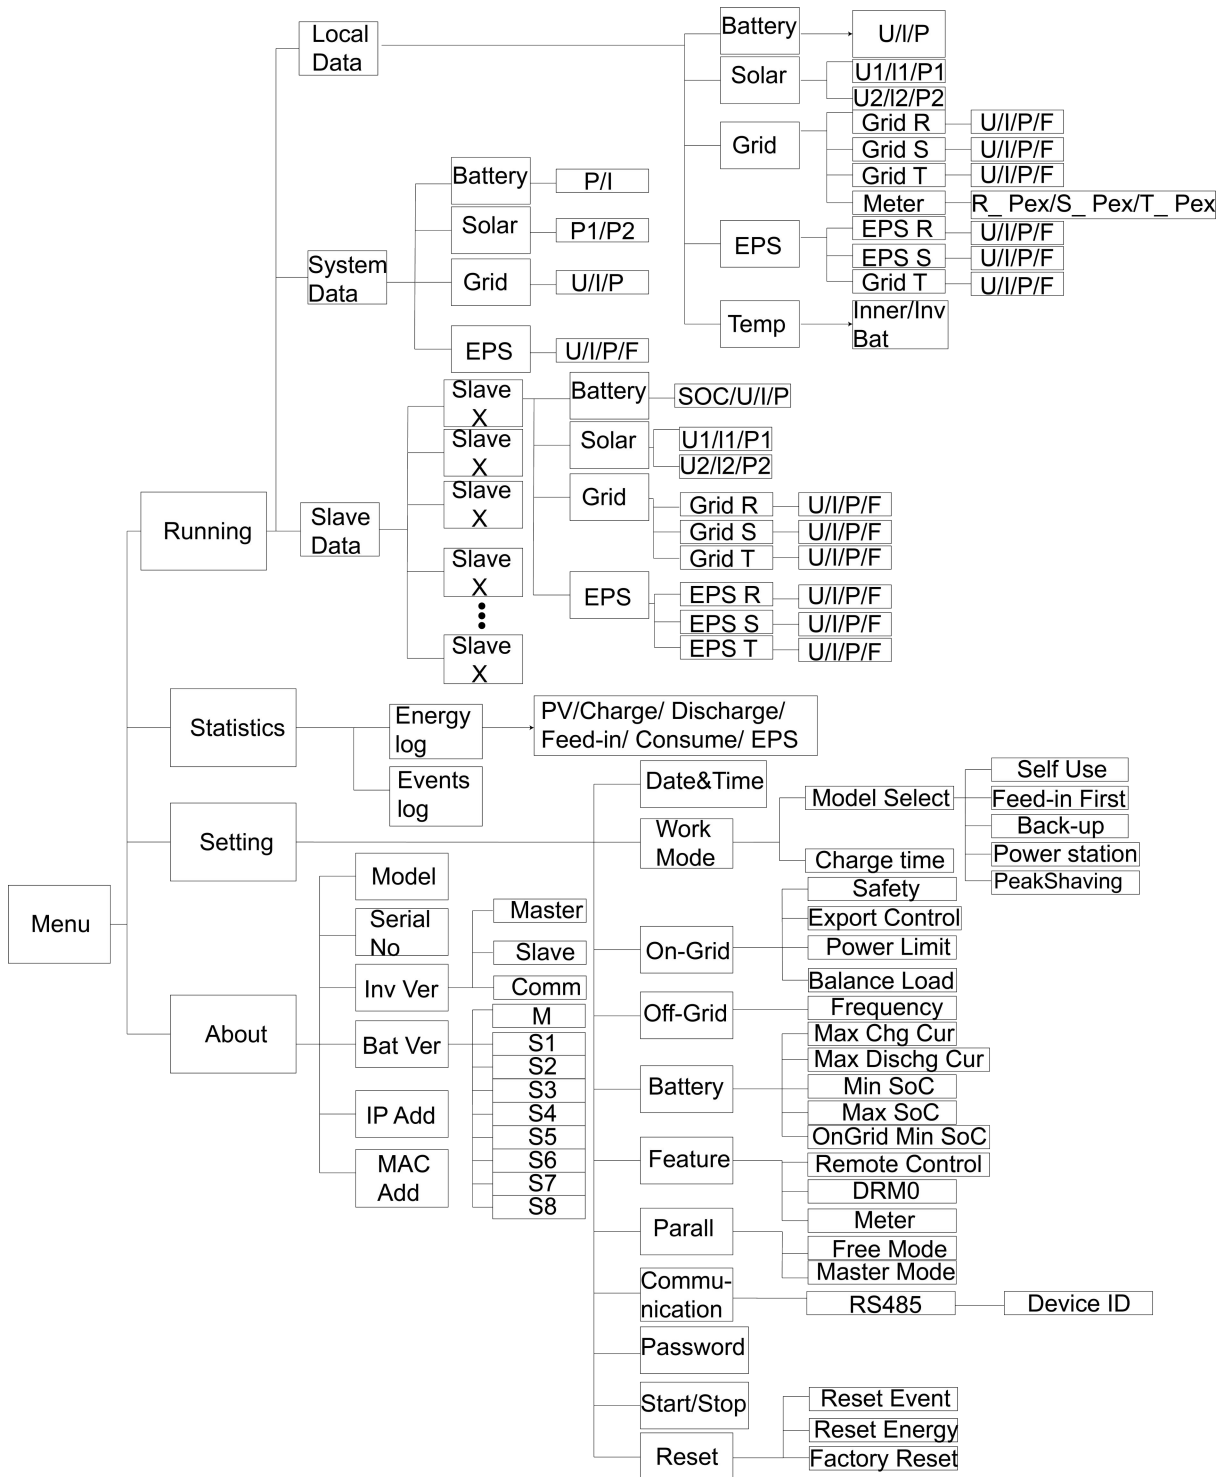 Local
Data
Battery
U/I/P
Solar
U1/I1/P1
U2/I2/P2
Grid
Grid R
U/I/P/F
Grid S
U/I/P/F
Grid T
U/I/P/F
Meter
R_ Pex/S_ Pex/T_ Pex
EPS
EPS R
U/I/P/F
EPS S
U/I/P/F
Grid T
U/I/P/F
Temp
Inner/Inv
Bat
System
Data
Battery
P/I
Solar
P1/P2
Grid
U/I/P
EPS
U/I/P/F
Running
Slave
Data
Slave
X
Slave
X
Slave
X
Slave
X
Slave
X
Battery
SOC/U/I/P
Solar
U1/I1/P1
U2/I2/P2
Grid
Grid R
U/I/P/F
Grid S
U/I/P/F
Grid T
U/I/P/F
EPS
EPS R
U/I/P/F
EPS S
U/I/P/F
EPS T
U/I/P/F
Statistics
Energy
log
PV/Charge/ Discharge/
Feed-in/ Consume/ EPS
Events
log
Menu
Setting
Date&Time
Work
Mode
Model Select
Self Use
Feed-in First
Back-up
Power station
PeakShaving
Charge time
On-Grid
Safety
Export Control
Power Limit
Balance Load
Off-Grid
Frequency
Battery
Max Chg Cur
Max Dischg Cur
Min SoC
Max SoC
OnGrid Min SoC
Feature
Remote Control
DRM0
Meter
Parall
Free Mode
Master Mode
Commu-
nication
RS485
Device ID
Password
Start/Stop
Reset
Reset Event
Reset Energy
Factory Reset
About
Model
Serial
No
Inv Ver
Master
Slave
Comm
Bat Ver
M
S1
S2
S3
S4
S5
S6
S7
S8
IP Add
MAC
Add